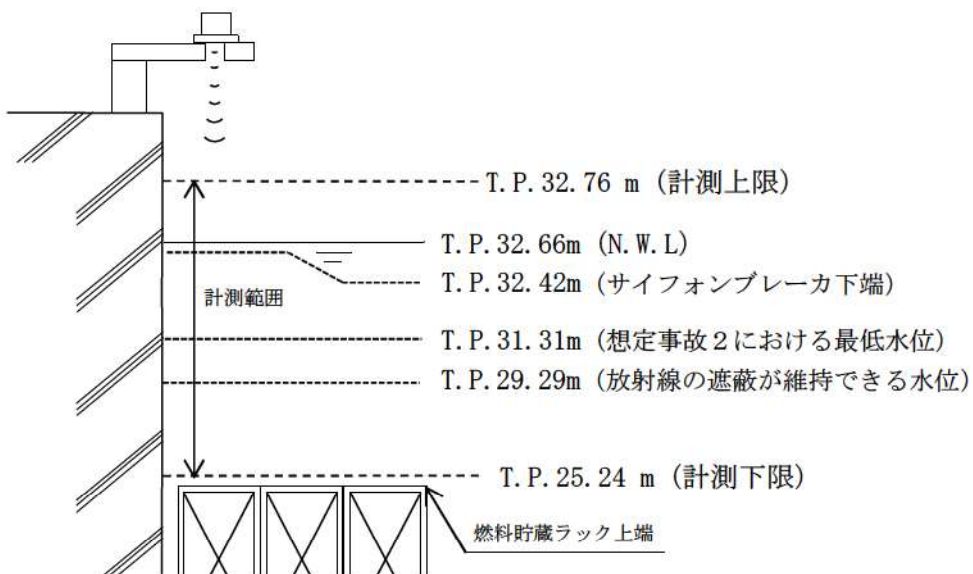 T.P.32.76 m (計測上限)
T.P.32.66m (N.W.L)
T.P.32.42m (サイフォンブレーカ下端)
計測範囲
T.P.31.31m (想定事故2における最低水位)
T.P.29.29m (放射線の遮蔽が維持できる水位)
T.P.25.24 m (計測下限)
燃料貯蔵ラック上端